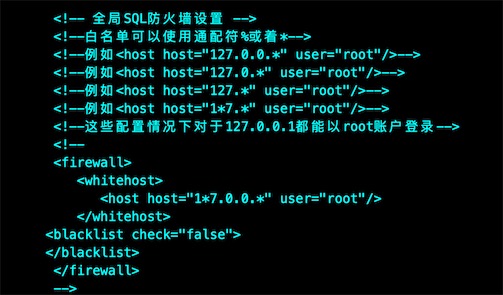 <!-- 全局SQL防火墙设置 -->
<!--白名单可以使用通配符%或着*-->
<!--例如<host host="127.0.0.*" user="root"/>-->
<!--例如<host host="127.0.*" user="root"/>-->
<!--例如<host host="127.*" user="root"/>-->
<!--例如<host host="1*7.*" user="root"/>-->
<!--这些配置情况下对于127.0.0.1都能以root账户登录-->
<!--
<firewall>
<whitehost>
<host host="1*7.0.0.*" user="root"/>
</whitehost>
<blacklist check="false">
</blacklist>
</firewall>
-->